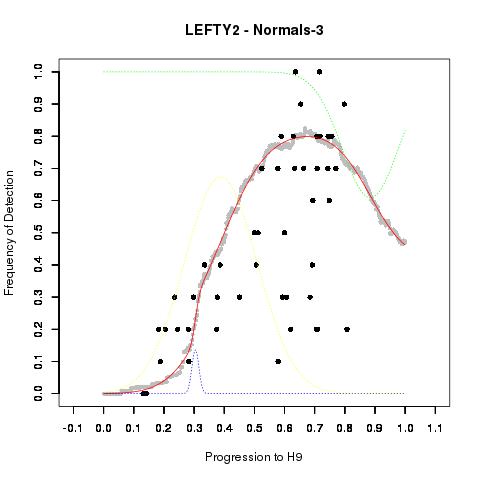 LEFTY2 - Normals-3
Frequency of Detection
1.0
0.9
0.8
0.7
0.6
0.5
0.4
0.3
0.2
0.1
0.0
-0.1 0.0 0.1 0.2 0.3 0.4 0.5 0.6 0.7 0.8 0.9 1.0 1.1
Progression to H9